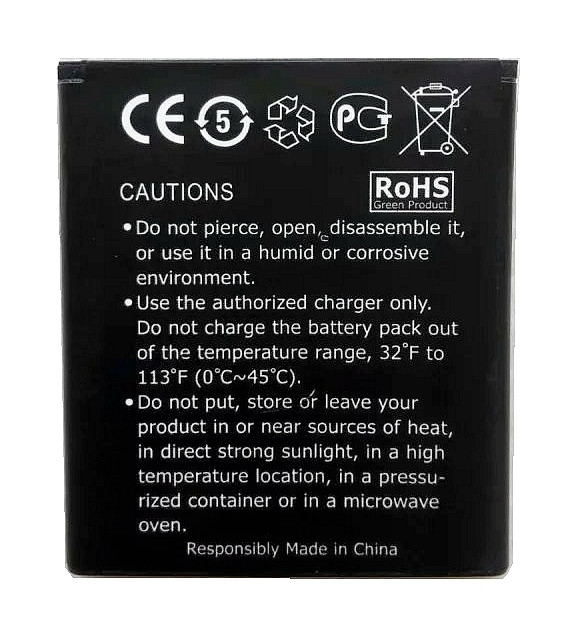 CE 5 PCT
CAUTIONS
RoHS
Green Product
•Do not pierce, open, disassemble it,
or use it in a humid or corrosive
environment.
•Use the authorized charger only.
Do not charge the battery pack out
of the temperature range, 32°F to
113°F (0°C~45°C).
•Do not put, store or leave your
product in or near sources of heat,
in direct strong sunlight, in a high
temperature location, in a pressu-
rized container or in a microwave
oven.
Responsibly Made in China